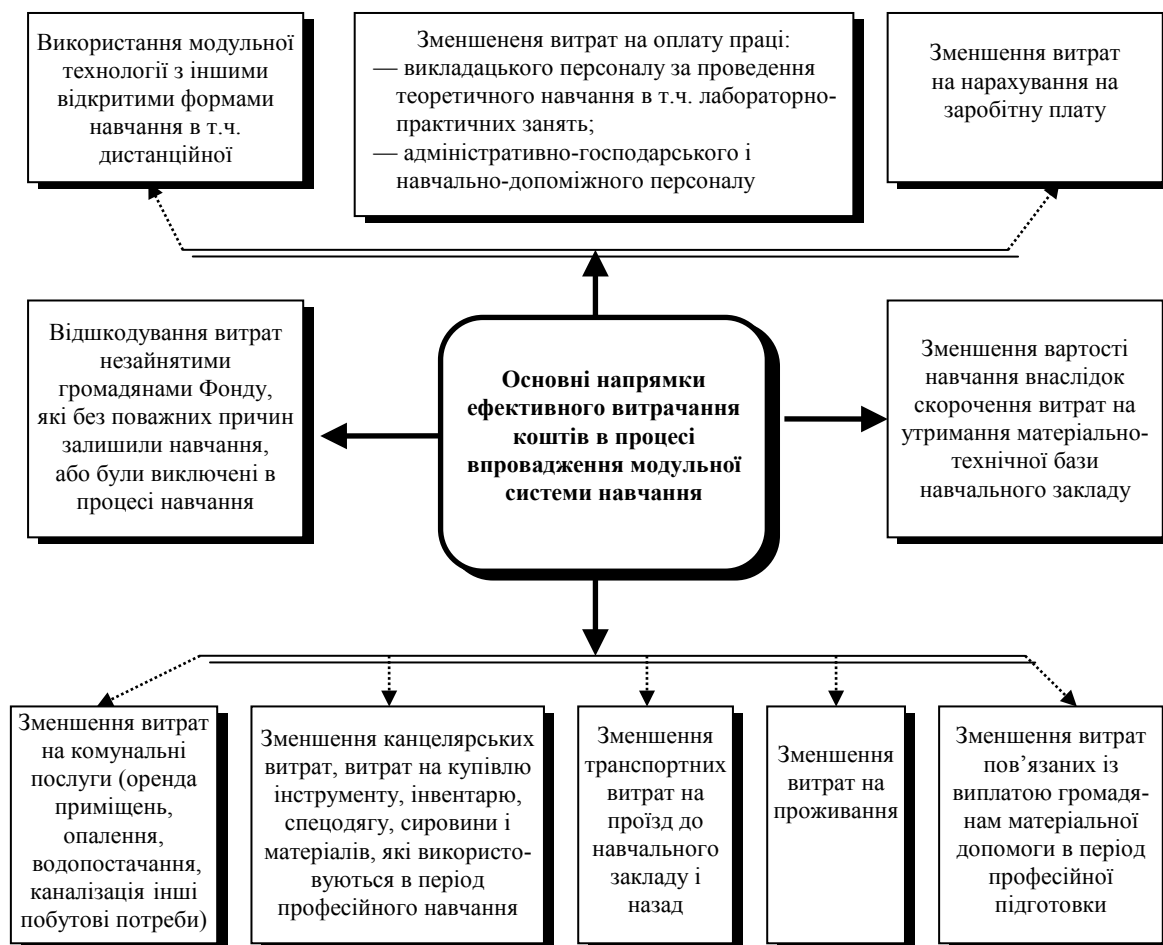 Використання модульної
технології з іншими
відкритими формами
навчання в т.ч.
дистанційної
Зменшененя витрат на оплату праці:
— викладацького персоналу за проведення
теоретичного навчання в т.ч. лабораторно-
практичних занять;
— адміністративно-господарського і
навчально-допоміжного персоналу
Зменшення витрат
на нарахування на
заробітну плату
Відшкодування витрат
незайнятими
громадянами Фонду,
які без поважних причин
залишили навчання,
або були виключені в
процесі навчання
Основні напрямки
ефективного витрачання
коштів в процесі
впровадження модульної
системи навчання
Зменшення вартості
навчання внаслідок
скорочення витрат на
утримання матеріально-
технічної бази
навчального закладу
Зменшення витрат
на комунальні
послуги (оренда
приміщень,
опалення,
водопостачання,
каналізація інші
побутові потреби)
Зменшення канцелярських
витрат, витрат на купівлю
інструменту, інвентарю,
спецодягу, сировини і
матеріалів, які використо-
вуються в період
професійного навчання
Зменшення
транспортних
витрат на
проїзд до
навчального
закладу і
назад
Зменшення
витрат на
проживання
Зменшення витрат
пов’язаних із
виплатою громадя-
нам матеріальної
допомоги в період
професійної
підготовки